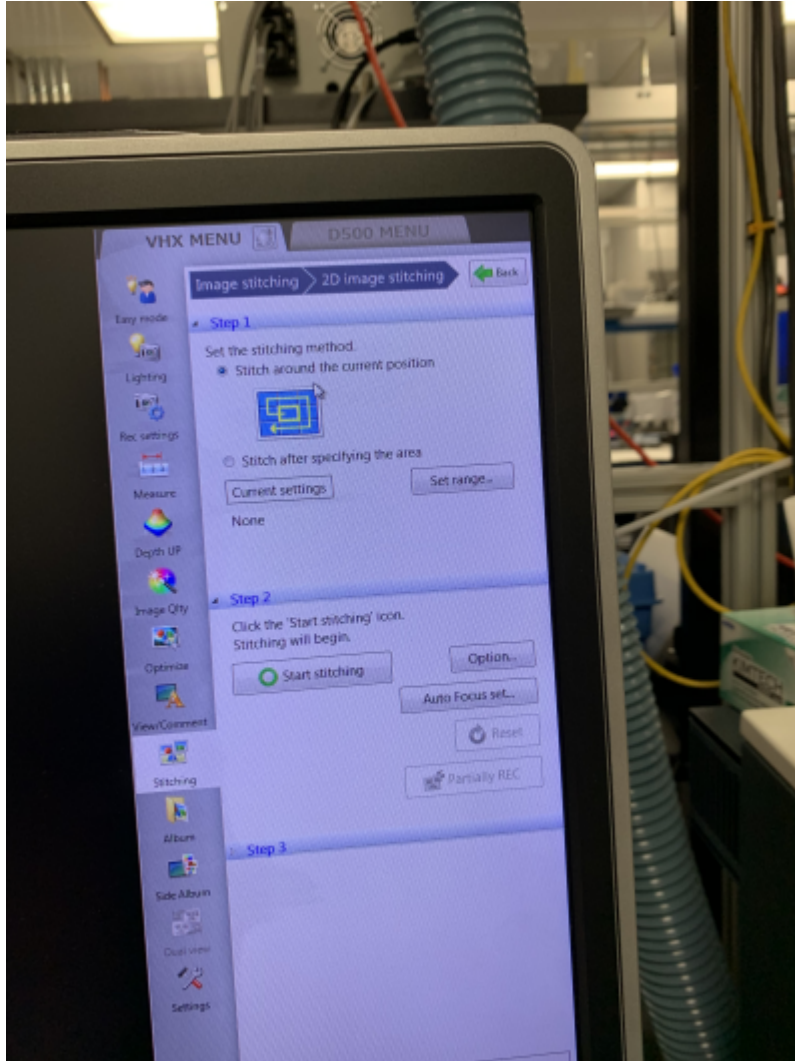 VHX MENU
D500 MENU
Image stitching
2D image stitching
Back
Easy mode
Lighting
Rec settings
Measure
Depth UP
Image Qlty
Optimize
View/Comment
Stitching
Album
Side Album
Dual view
Settings
Step 1
Set the stitching method.
Stitch around the current position
Stitch after specifying the area
Current settings
Set range...
None
Step 2
Click the 'Start stitching' icon.
Stitching will begin.
Start stitching
Option...
Auto Focus set...
Reset
Partially REC
Step 3
KIMTECH